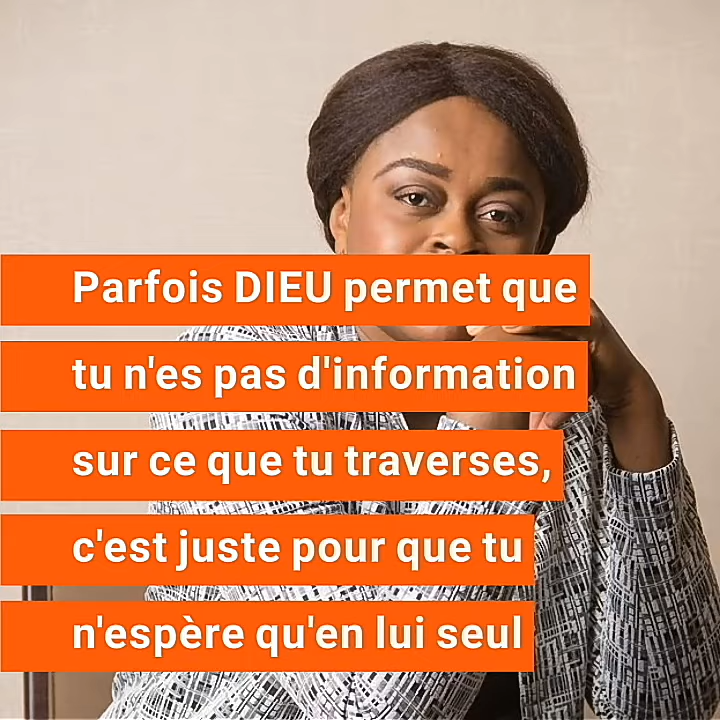 Parfois DIEU permet que
tu n'es pas d'information
sur ce que tu traverses,
c'est juste pour que tu
n'espère qu'en lui seul